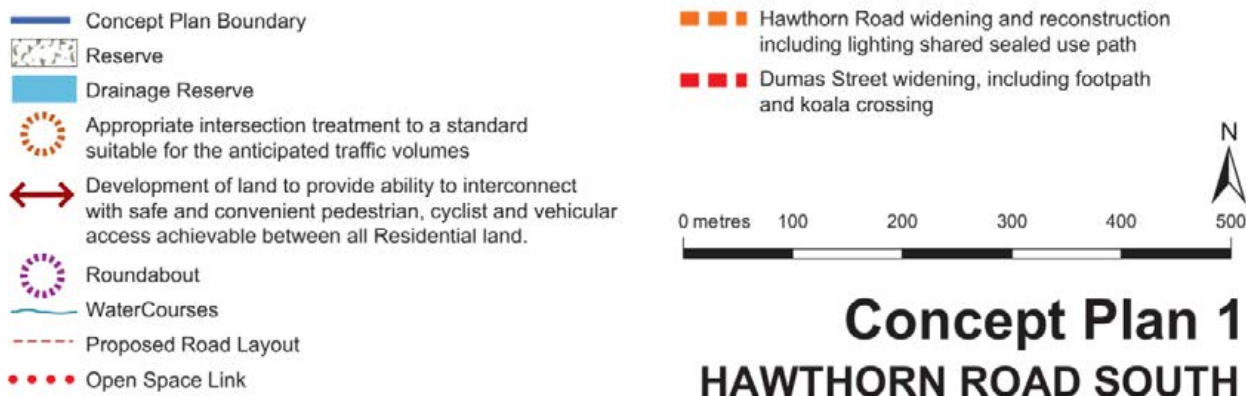 Concept Plan Boundary
Reserve
Drainage Reserve
Appropriate intersection treatment to a standard
suitable for the anticipated traffic volumes
Development of land to provide ability to interconnect
with safe and convenient pedestrian, cyclist and vehicular
access achievable between all Residential land.
Roundabout
WaterCourses
Proposed Road Layout
Open Space Link
Hawthorn Road widening and reconstruction
including lighting shared sealed use path
Dumas Street widening, including footpath
and koala crossing
N
0 metres 100 200 300 400 500
Concept Plan 1
HAWTHORN ROAD SOUTH